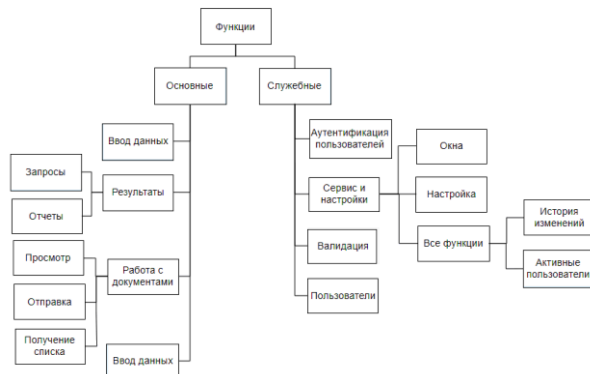 Функции
Основные
Служебные
Ввод данных
Запросы
Результаты
Отчеты
Просмотр
Работа с
документами
Отправка
Получение
списка
Ввод данных
Аутентификация
пользователей
Окна
Сервис и
настройки
Настройка
Валидация
Все функции
История
изменений
Активные
пользователи
Пользователи